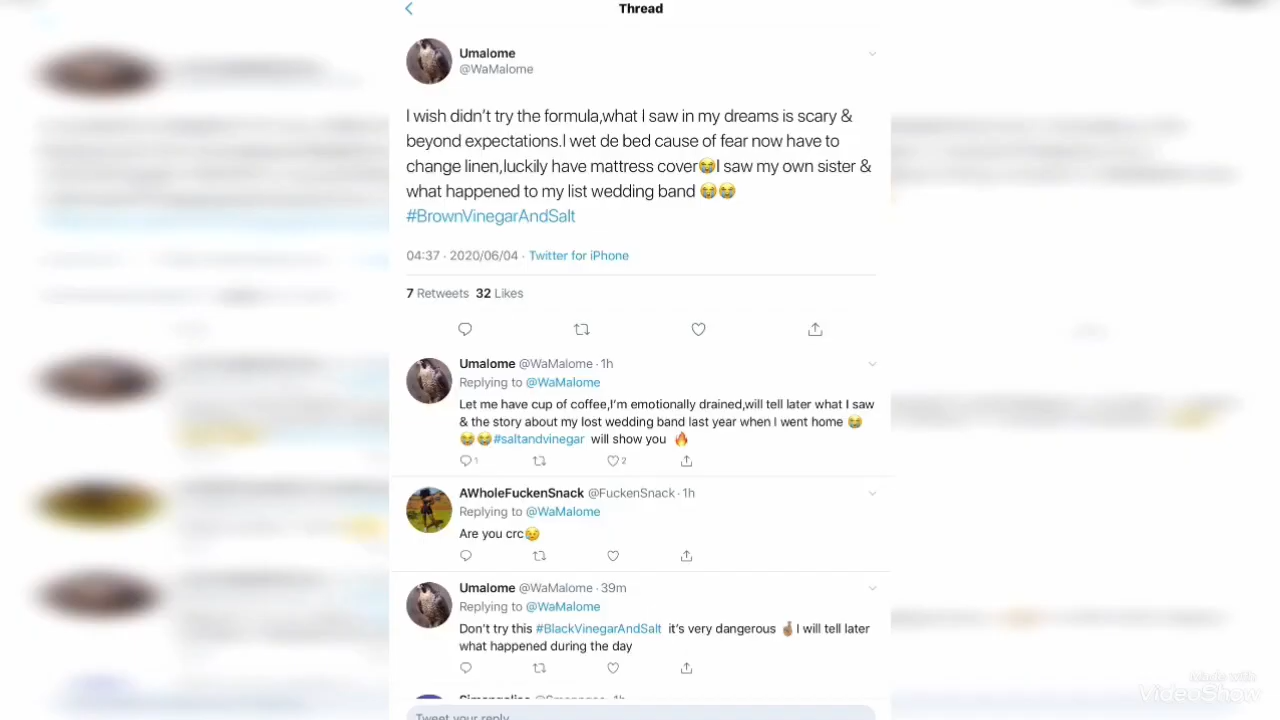 Thread
Umalome
@WaMalome
I wish didn't try the formula,what I saw in my dreams is scary &
beyond expectations.I wet de bed cause of fear now have to
change linen,luckily have mattress cover😭I saw my own sister &
what happened to my list wedding band 😭😭
#BrownVinegarAndSalt
04:37 · 2020/06/04 · Twitter for iPhone
7 Retweets 32 Likes
Umalome @WaMalome · 1h
Replying to @WaMalome
Let me have cup of coffee,I'm emotionally drained,will tell later what I saw
& the story about my lost wedding band last year when I went home 😭
😭😭#saltandvinegar will show you 🔥
1 2
AWholeFuckenSnack @FuckenSnack · 1h
Replying to @WaMalome
Are you crc😥
Umalome @WaMalome · 39m
Replying to @WaMalome
Don't try this #BlackVinegarAndSalt it's very dangerous 🤞🏽I will tell later
what happened during the day
Tweet your reply
Made with
VideoShow